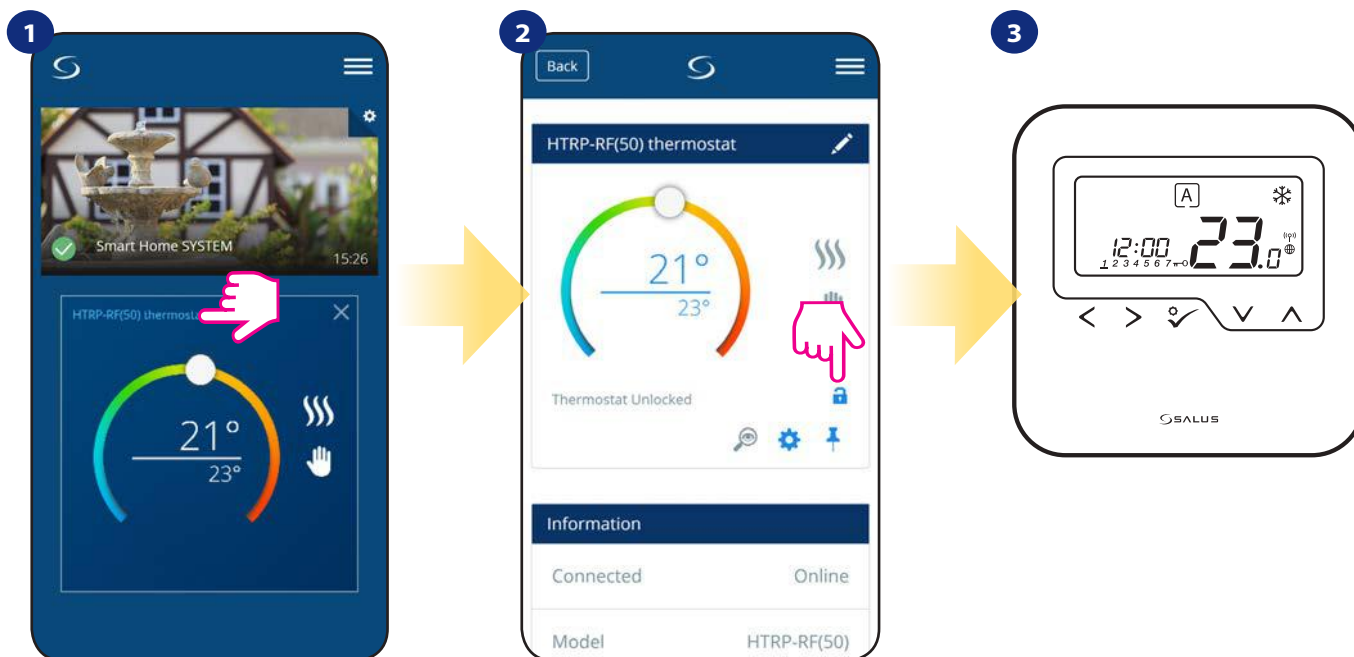 1
Smart Home SYSTEM
15:26
HTRP-RF(50) thermost
21°
23°
2
Back
HTRP-RF(50) thermostat
21°
23°
Thermostat Unlocked
Information
Connected Online
Model HTRP-RF(50)
3
A
12:00 23.0
1 2 3 4 5 6 7
SALUS